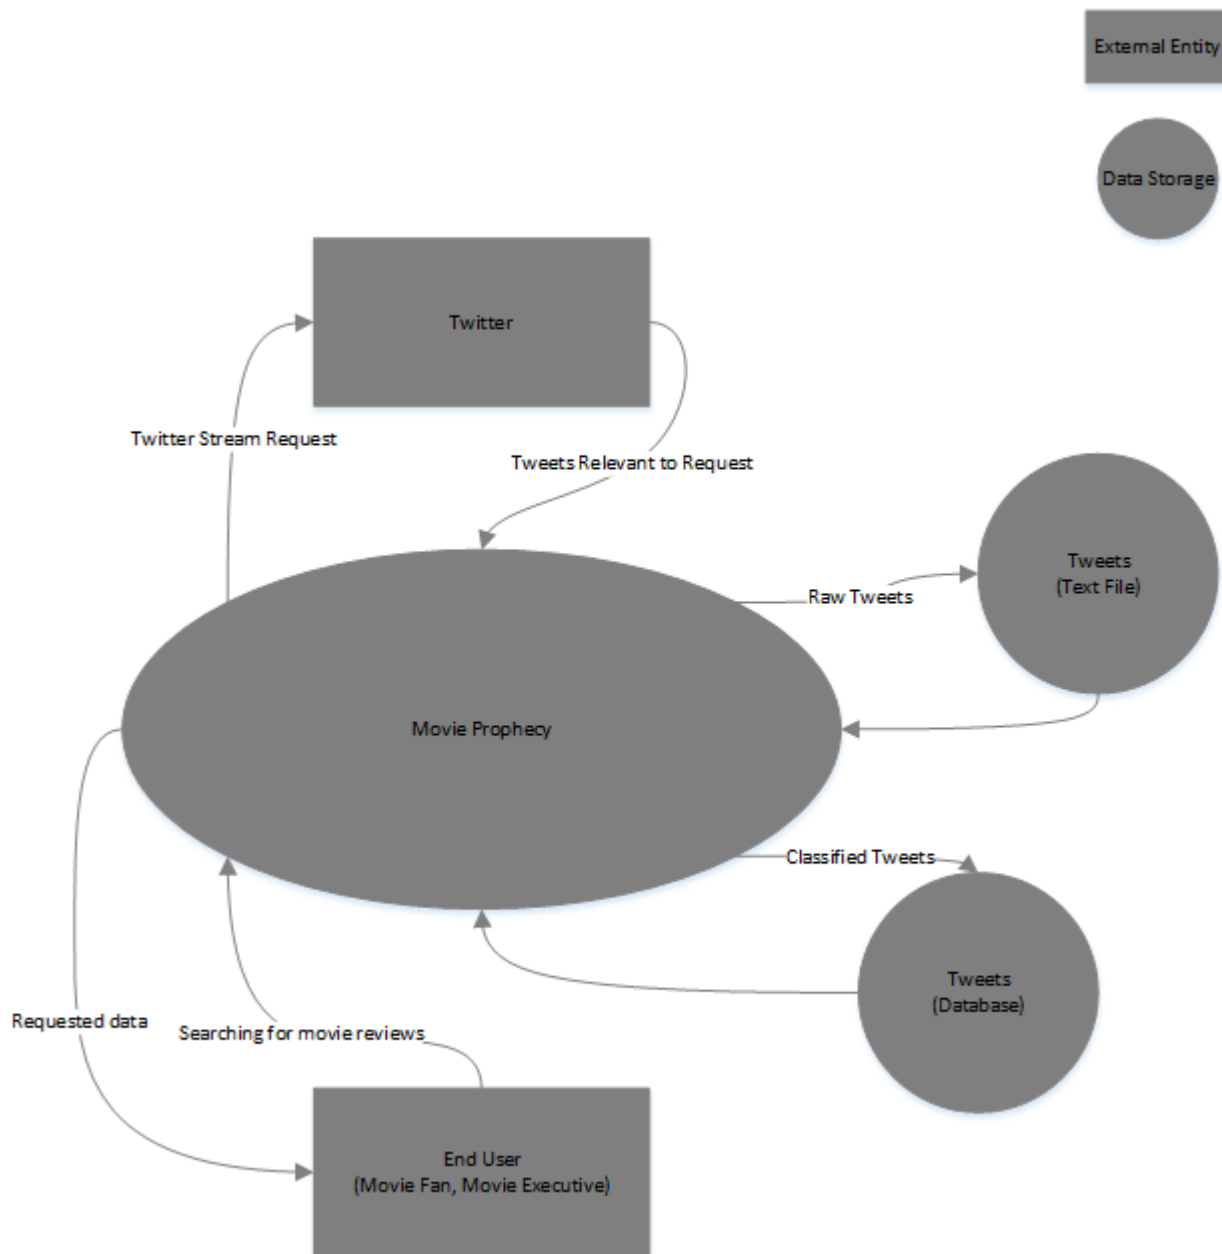 External Entity
Data Storage
Twitter
Twitter Stream Request
Tweets Relevant to Request
Tweets
(Text File)
Raw Tweets
Movie Prophecy
Classified Tweets
Tweets
(Database)
Requested data
Searching for movie reviews
End User
(Movie Fan, Movie Executive)